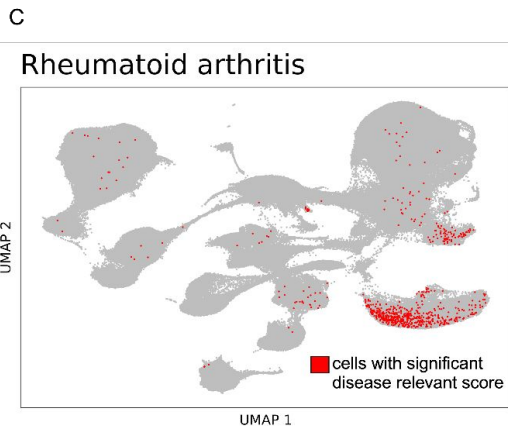 C
Rheumatoid arthritis
UMAP 2
cells with significant
disease relevant score
UMAP 1